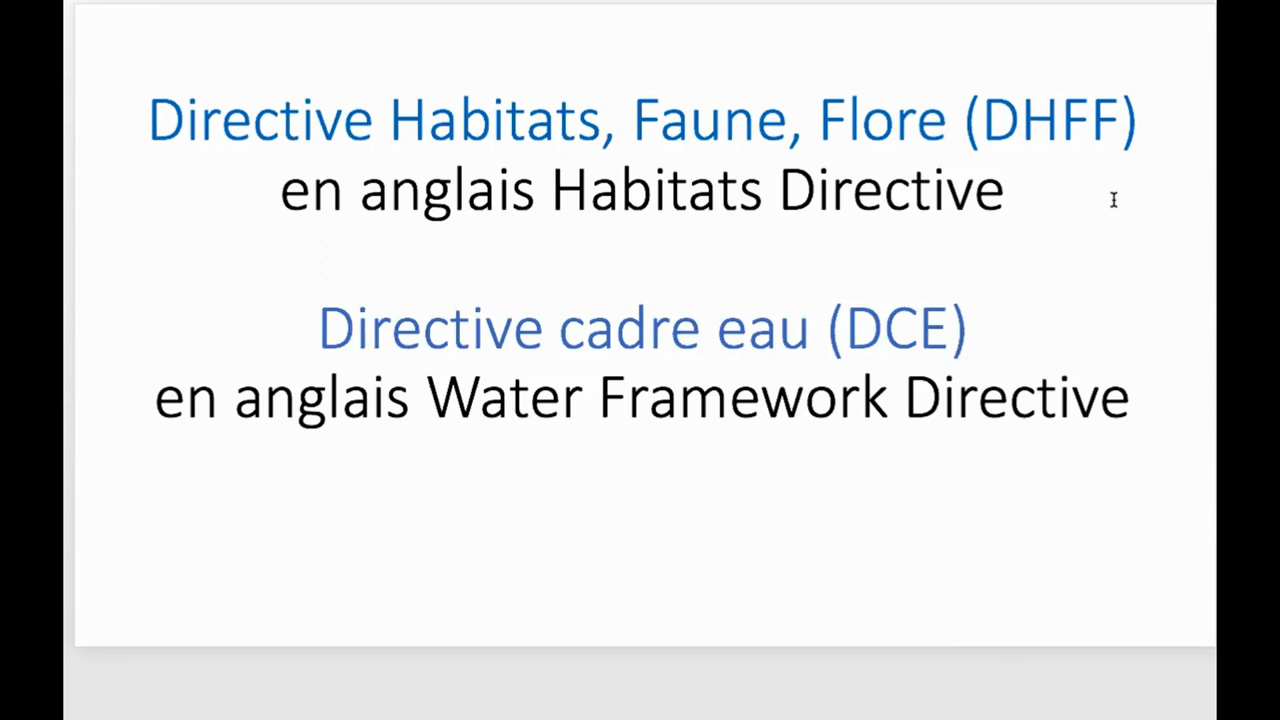 Directive Habitats, Faune, Flore (DHFF)
en anglais Habitats Directive
Directive cadre eau (DCE)
en anglais Water Framework Directive